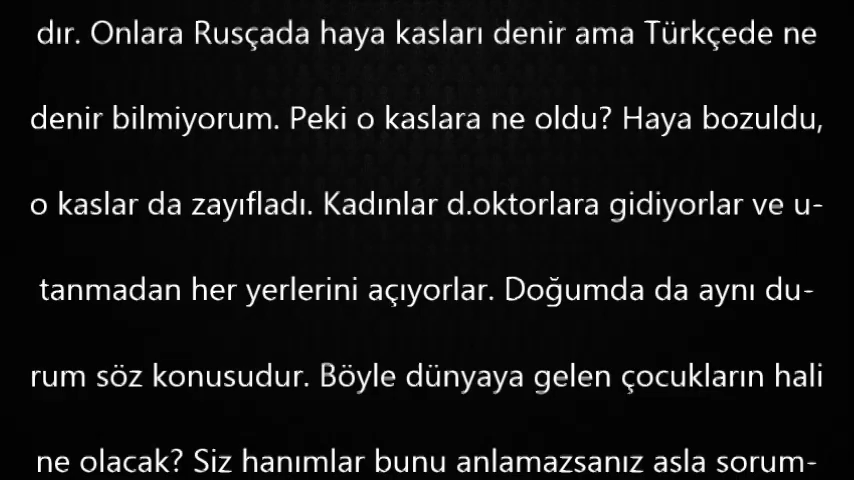 dır. Onlara Rusçada haya kasları denir ama Türkçede ne
denir bilmiyorum. Peki o kaslara ne oldu? Haya bozuldu,
o kaslar da zayıfladı. Kadınlar d.oktorlara gidiyorlar ve u-
tanmadan her yerlerini açıyorlar. Doğumda da aynı du-
rum söz konusudur. Böyle dünyaya gelen çocukların hali
ne olacak? Siz hanımlar bunu anlamazsanız asla sorum-